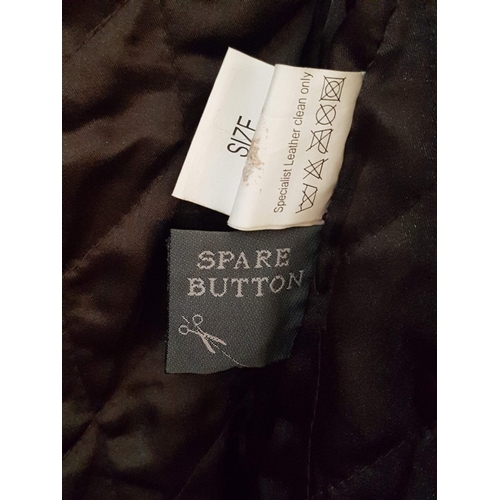 SIZE
Specialist Leather clean only
SPARE
BUTTON